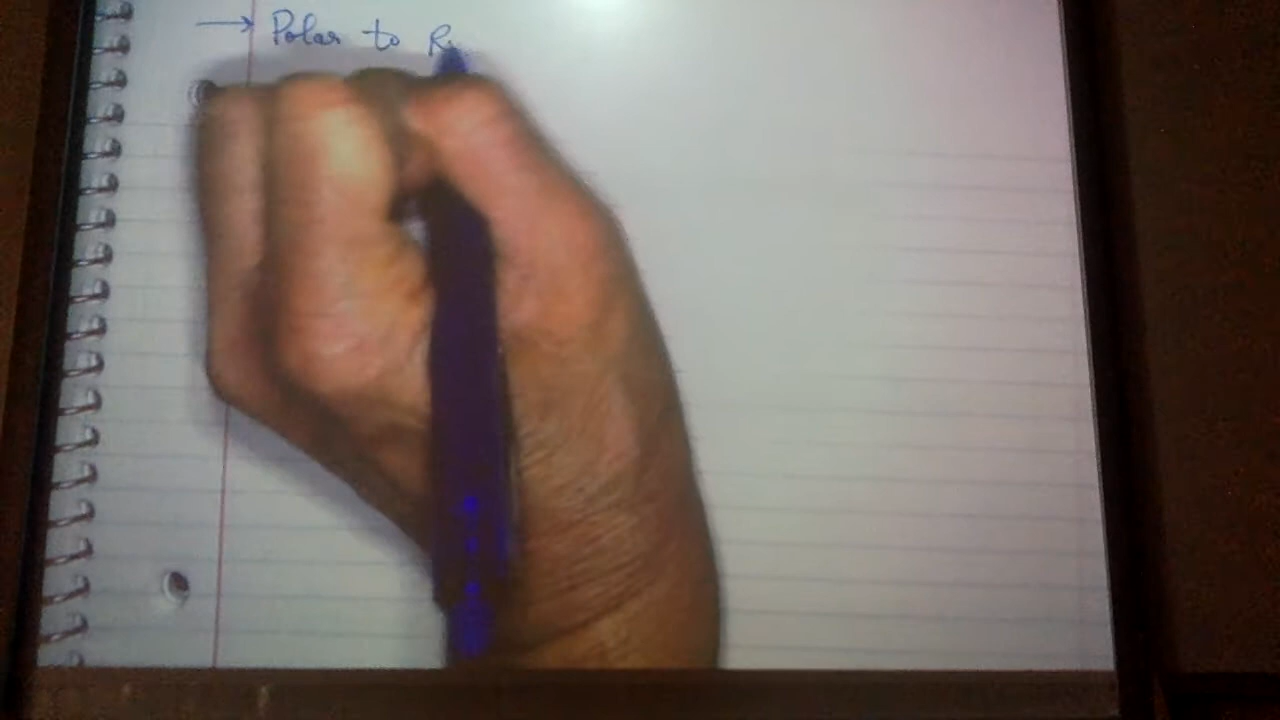 → Polar to R